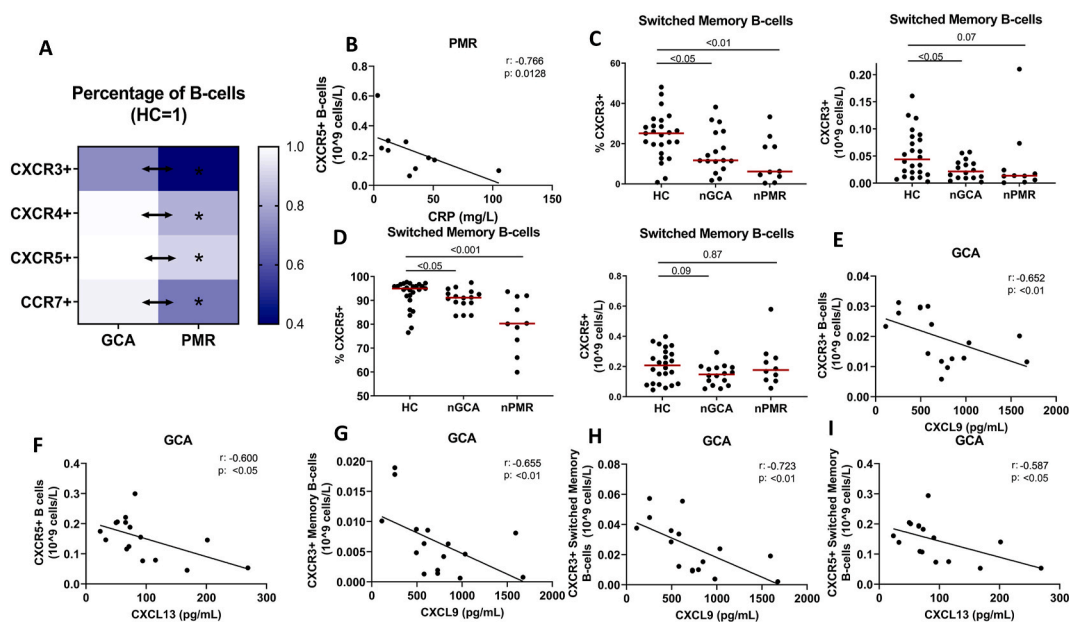 A
Percentage of B-cells
(HC=1)
CXCR3+
CXCR4+
CXCR5+
CCR7+
*
*
*
*
GCA
PMR
1.0
0.8
0.6
0.4
B
PMR
r: -0.766
p: 0.0128
CXCR5+ B-cells
(10^9 cells/L)
0.8
0.6
0.4
0.2
0.0
0
50
100
150
CRP (mg/L)
C
Switched Memory B-cells
<0.01
<0.05
% CXCR3+
60
40
20
0
HC
nGCA
nPMR
Switched Memory B-cells
0.07
<0.05
CXCR3+
(10^9 cells/L)
0.20
0.15
0.10
0.05
0.00
HC
nGCA
nPMR
D
Switched Memory B-cells
<0.001
<0.05
% CXCR5+
100
90
80
70
60
50
HC
nGCA
nPMR
Switched Memory B-cells
0.87
0.09
CXCR5+
(10^9 cells/L)
0.8
0.6
0.4
0.2
0.0
HC
nGCA
nPMR
E
GCA
r: -0.652
p: <0.01
CXCR3+ B-cells
(10^9 cells/L)
0.04
0.03
0.02
0.01
0.00
0
500
1000
1500
2000
CXCL9 (pg/mL)
F
GCA
r: -0.600
p: <0.05
CXCR5+ B cells
(10^9 cells/L)
0.4
0.3
0.2
0.1
0.0
0
100
200
300
CXCL13 (pg/mL)
G
GCA
r: -0.655
p: <0.01
CXCR3+ Memory B-cells
(10^9 cells/L)
0.020
0.015
0.010
0.005
0.000
0
500
1000
1500
2000
CXCL9 (pg/mL)
H
GCA
r: -0.723
p: <0.01
CXCR3+ Switched Memory
B-cells (10^9 cells/L)
0.08
0.06
0.04
0.02
0.00
0
500
1000
1500
2000
CXCL9 (pg/mL)
I
GCA
r: -0.587
p: <0.05
CXCR5+ Switched Memory
B-cells (10^9 cells/L)
0.4
0.3
0.2
0.1
0.0
0
100
200
300
CXCL13 (pg/mL)